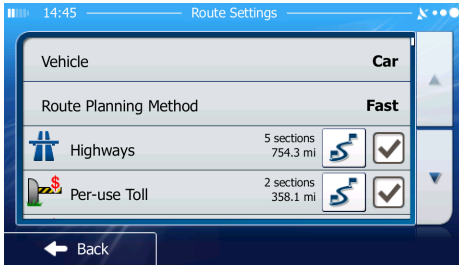 14:45 Route Settings
Vehicle Car
Route Planning Method Fast
Highways 5 sections
754.3 mi
$ Per-use Toll 2 sections
358.1 mi
Back